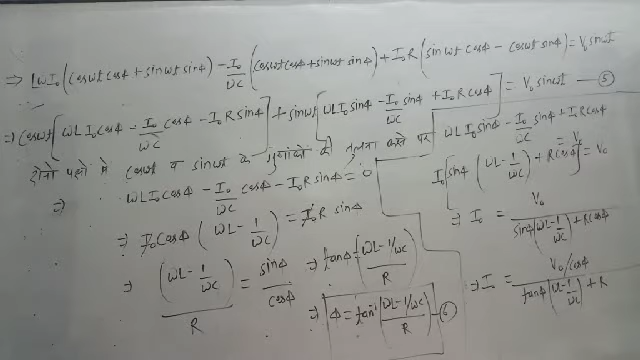 ⇒ LωI₀(cosωt cosφ + sinωt sinφ) − I₀/ωC (cosωt cosφ + sinωt sinφ) + I₀R (sinωt cosφ − cosωt sinφ) = V₀ sinωt
⇒ cosωt [ωLI₀cosφ − I₀/ωC cosφ − I₀R sinφ] + sinωt [ωLI₀sinφ − I₀/ωC sinφ + I₀R cosφ] = V₀ sinωt — ⑤
दोनो पक्षो मे cosωt व sinωt के गुणांको की तुलना करने पर
⇒ ωLI₀cosφ − I₀/ωC cosφ − I₀R sinφ = 0
⇒ I₀cosφ (ωL − 1/ωC) = I₀R sinφ
⇒ (ωL − 1/ωC)/R = sinφ/cosφ
⇒ tanφ = (ωL − 1/ωC)/R
⇒ φ = tan⁻¹ (ωL − 1/ωC)/R — ⑥
ωLI₀sinφ − I₀/ωC sinφ + I₀R cosφ = V₀
I₀[sinφ (ωL − 1/ωC) + R cosφ] = V₀
⇒ I₀ = V₀/(sinφ(ωL − 1/ωC) + R cosφ)
⇒ I₀ = (V₀/cosφ)/(tanφ(ωL − 1/ωC) + R)